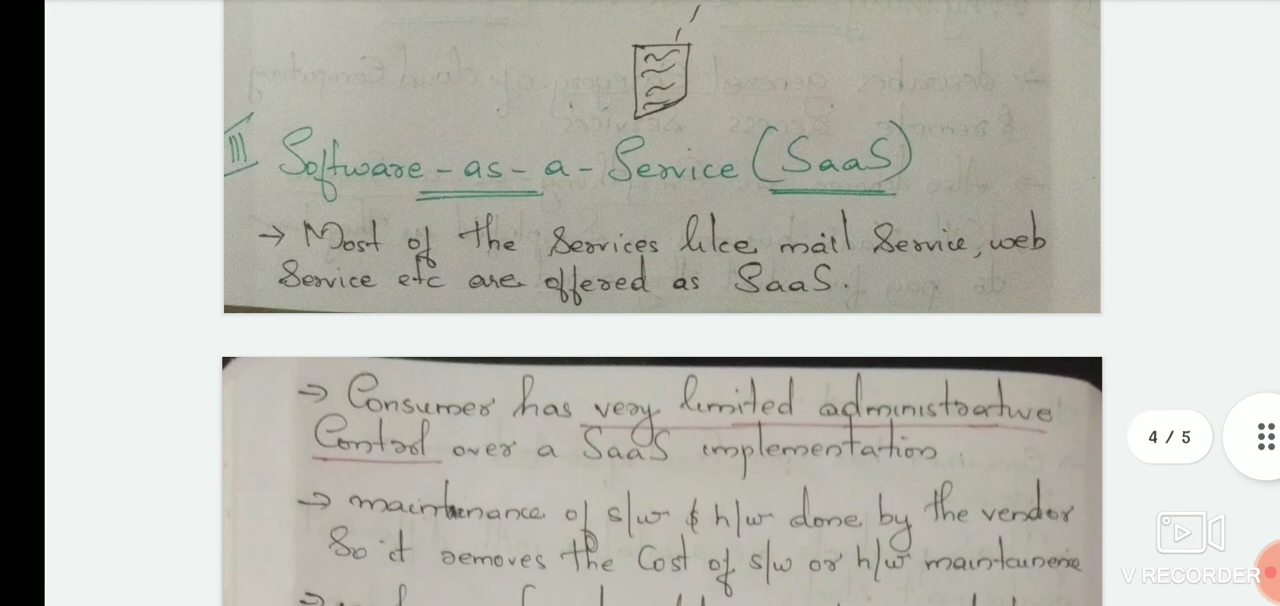 III Software-as-a-Service (SaaS)
→ Most of the Services like mail Service, web
Service etc are offered as SaaS.
→ Consumer has very limited administrative
Control over a SaaS implementation.
→ maintenance of s/w & h/w done by the vendor
So it removes the Cost of s/w or h/w maintainence
4 / 5
V RECORDER